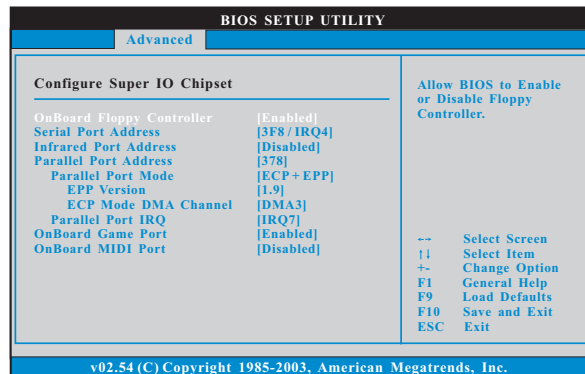 BIOS SETUP UTILITY
Advanced
Configure Super IO Chipset
OnBoard Floppy Controller [Enabled]
Serial Port Address [3F8 / IRQ4]
Infrared Port Address [Disabled]
Parallel Port Address [378]
Parallel Port Mode [ECP + EPP]
EPP Version [1.9]
ECP Mode DMA Channel [DMA3]
Parallel Port IRQ [IRQ7]
OnBoard Game Port [Enabled]
OnBoard MIDI Port [Disabled]
Allow BIOS to Enable
or Disable Floppy
Controller.
←→ Select Screen
↑↓ Select Item
+- Change Option
F1 General Help
F9 Load Defaults
F10 Save and Exit
ESC Exit
v02.54 (C) Copyright 1985-2003, American Megatrends, Inc.